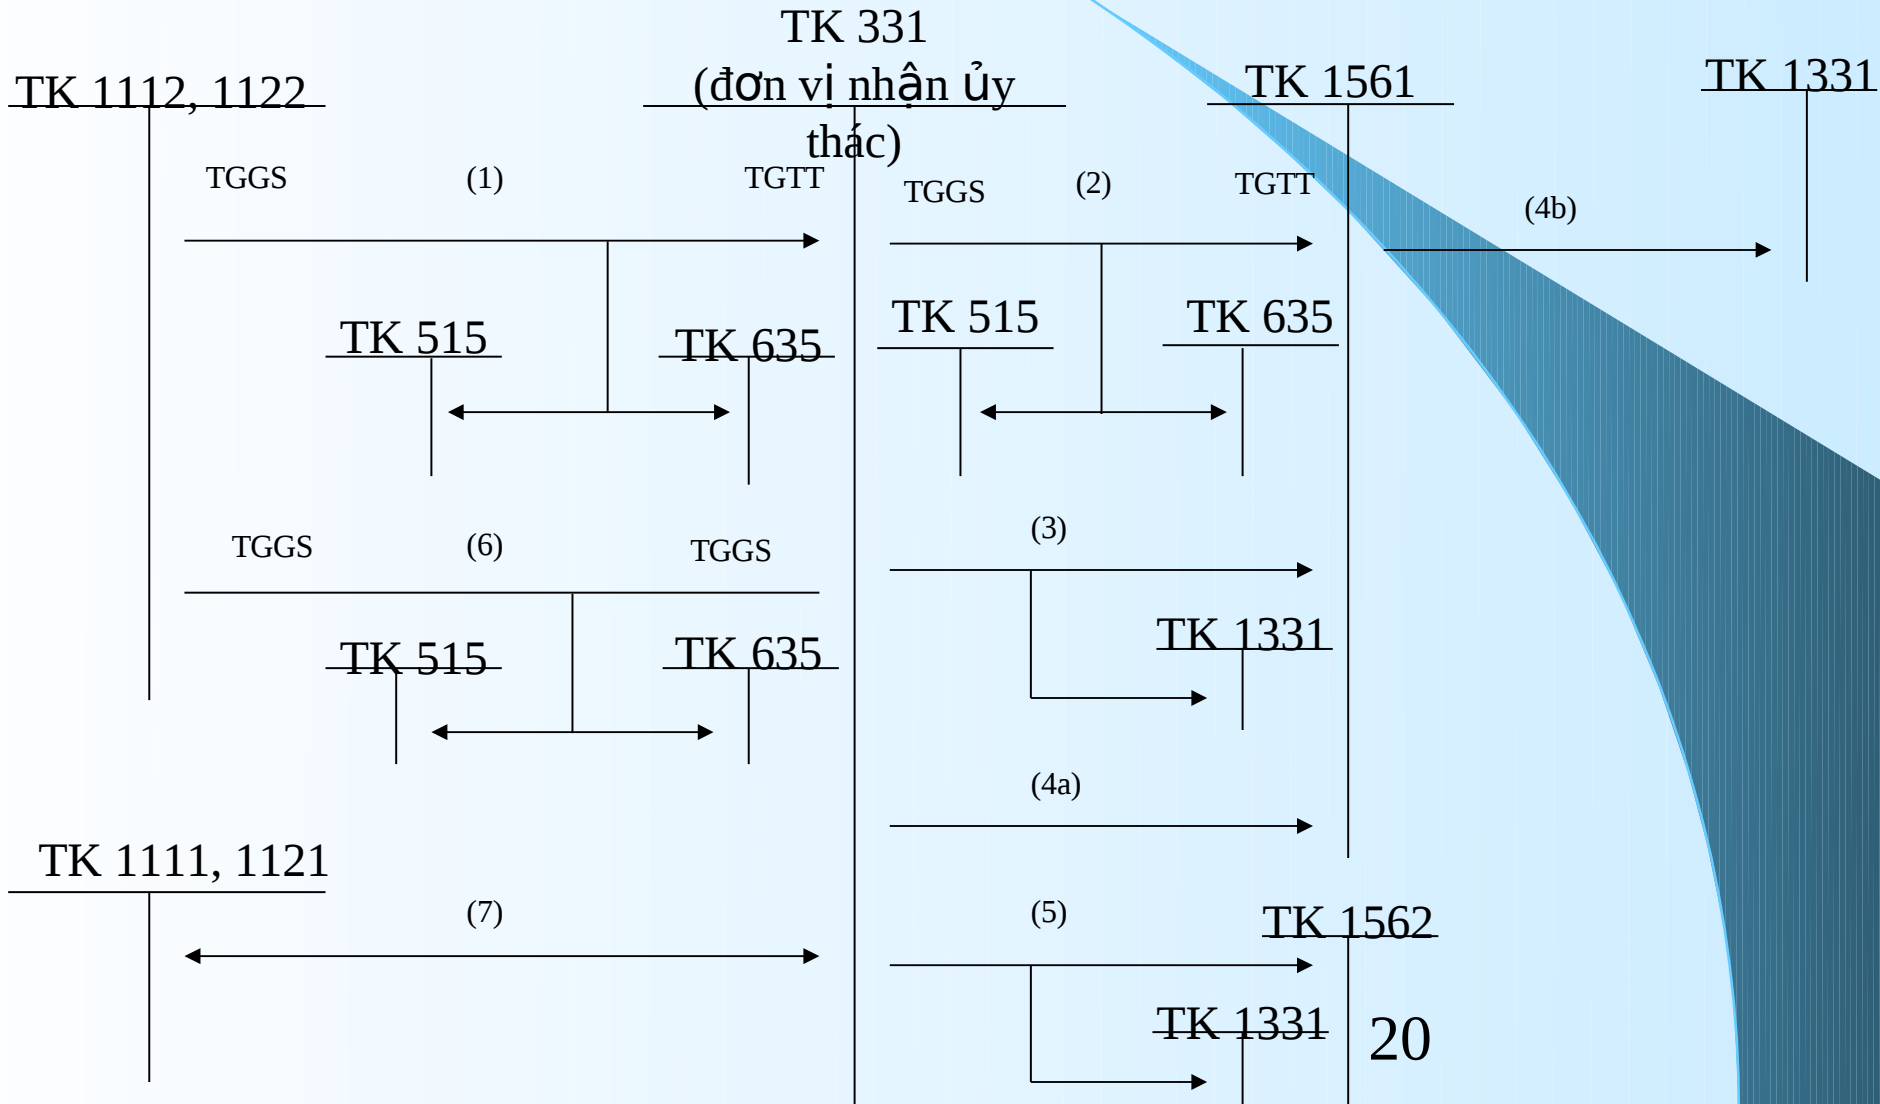 TK 331
(đơn vị nhận ủy
thác)
TK 1112, 1122
TK 1561
TK 1331
TGGS
(1)
TGTT
TGGS
(2)
TGTT
(4b)
TK 515
TK 635
TK 515
TK 635
TGGS
(6)
TGGS
(3)
TK 515
TK 635
TK 1331
(4a)
TK 1111, 1121
(7)
(5)
TK 1562
TK 1331
20